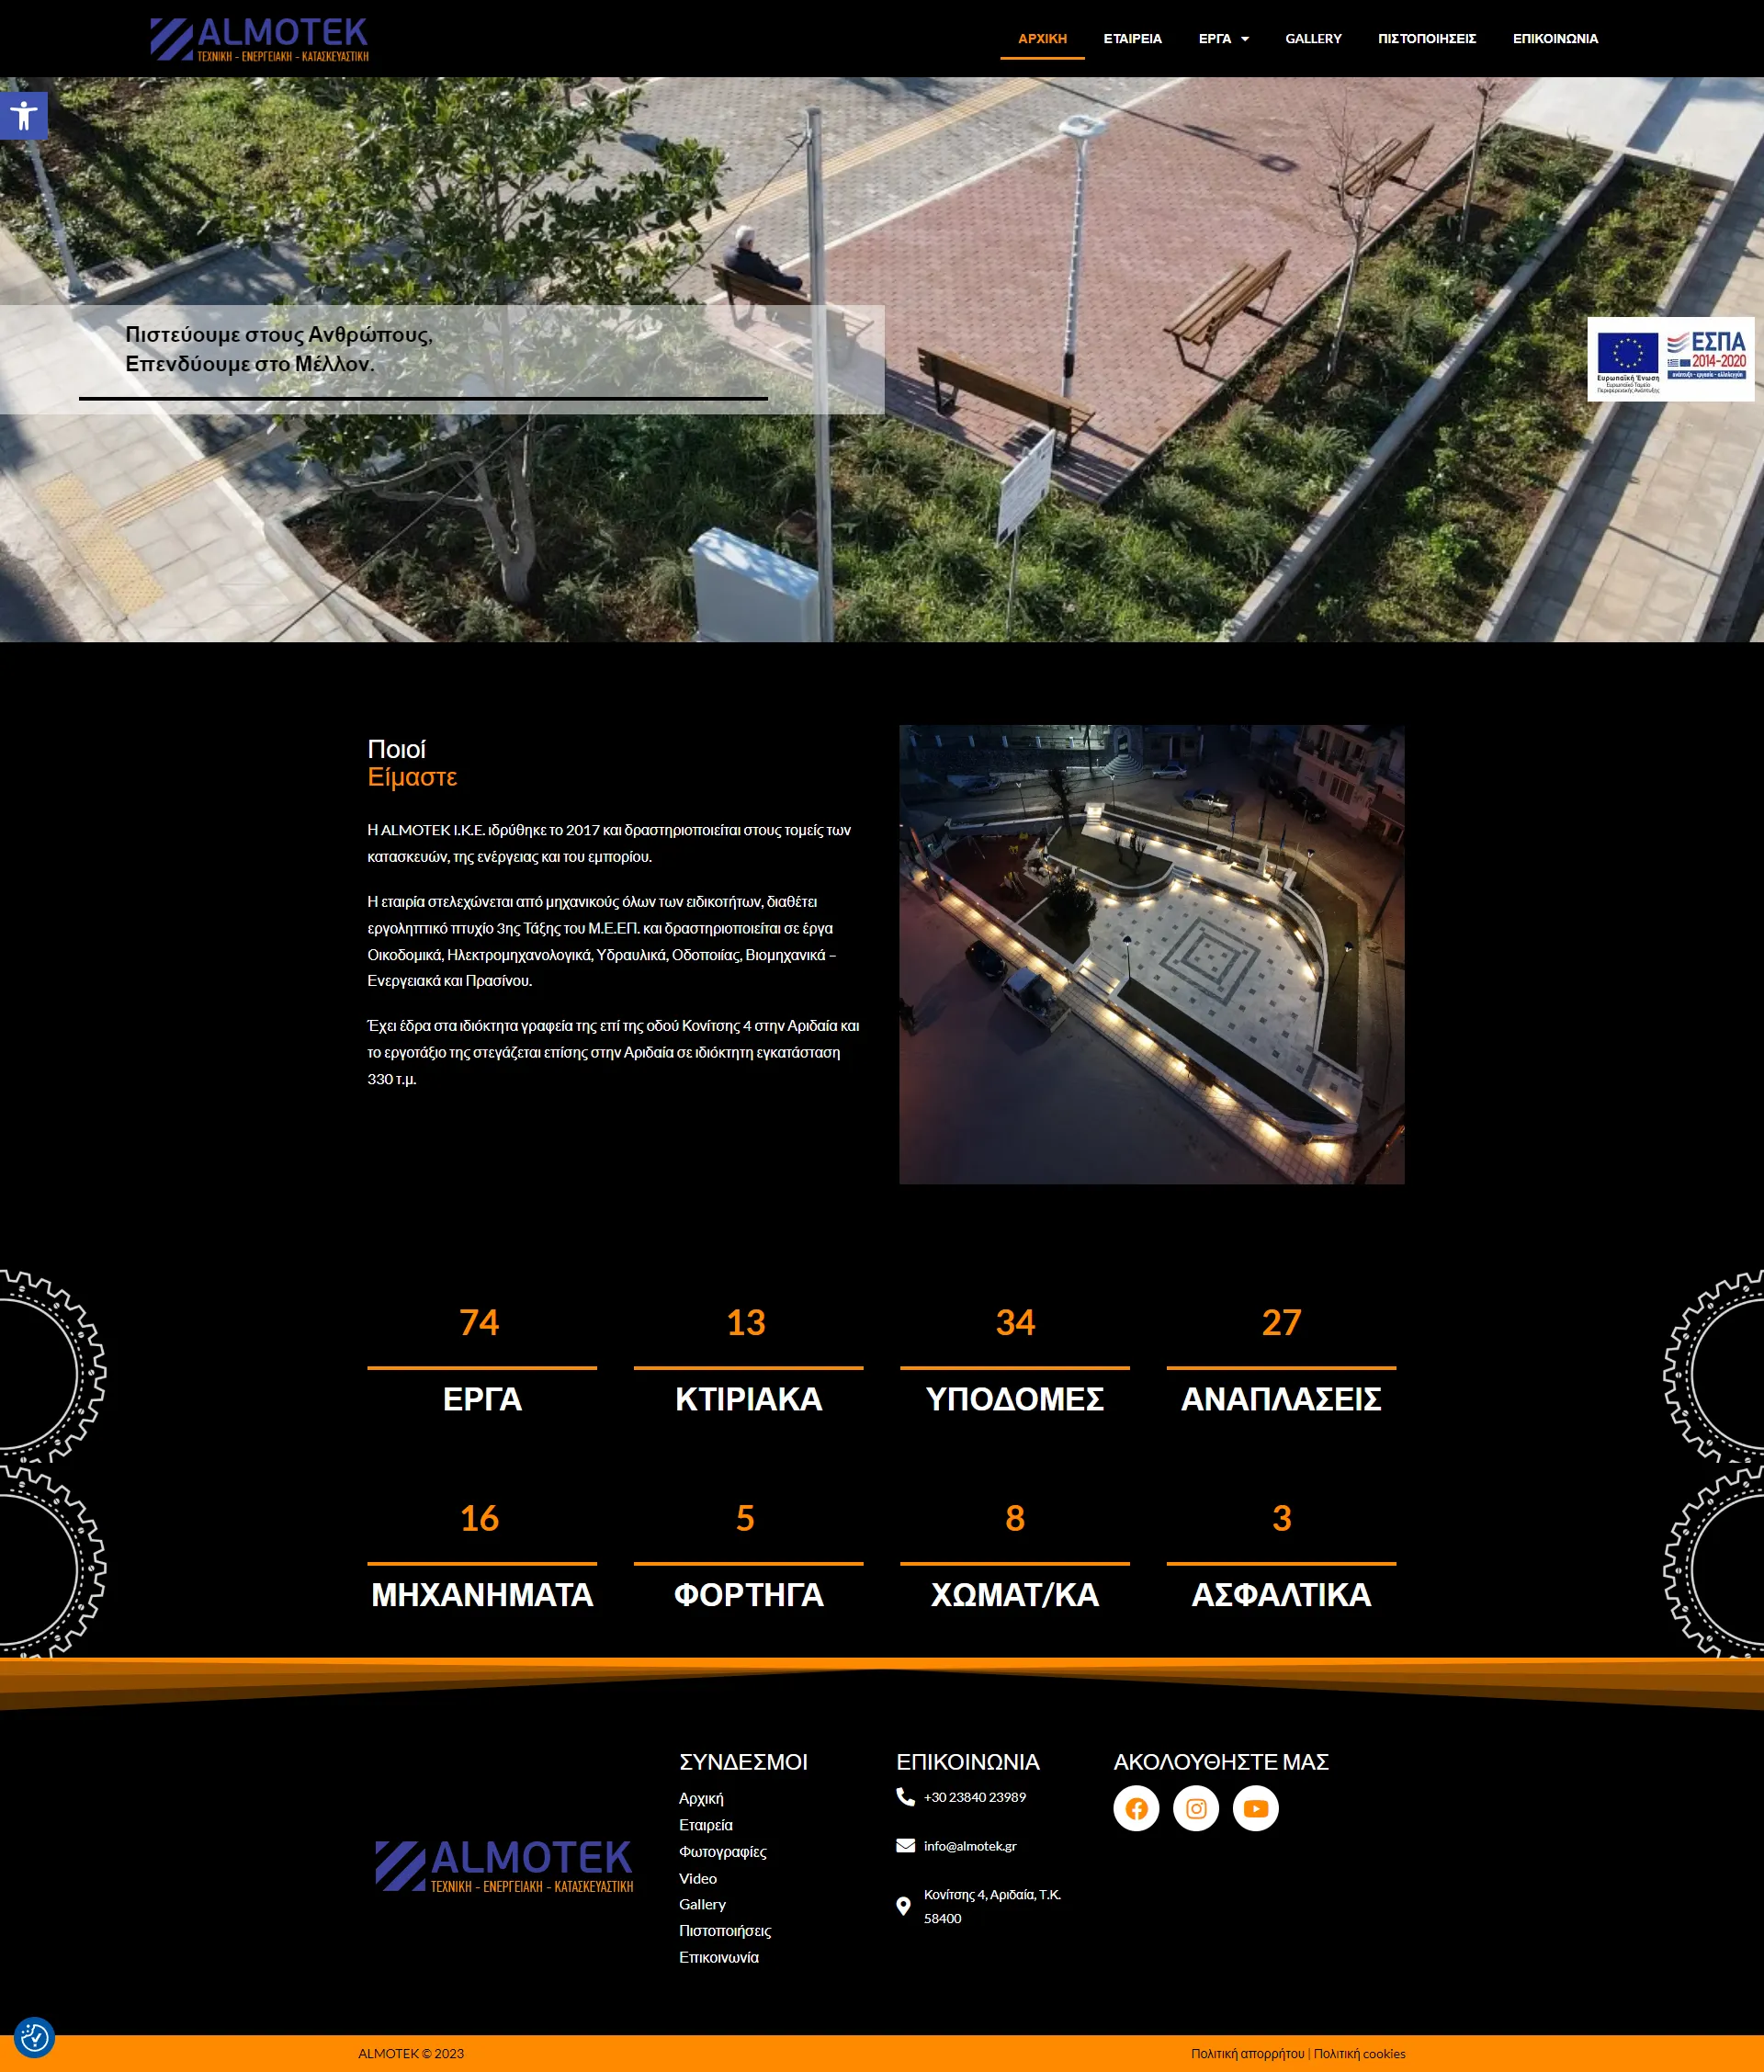 ALMOTEK
ΤΕΧΝΙΚΗ - ΕΝΕΡΓΕΙΑΚΗ - ΚΑΤΑΣΚΕΥΑΣΤΙΚΗ
ΑΡΧΙΚΗ ΕΤΑΙΡΕΙΑ ΕΡΓΑ GALLERY ΠΙΣΤΟΠΟΙΗΣΕΙΣ ΕΠΙΚΟΙΝΩΝΙΑ
Πιστεύουμε στους Ανθρώπους,
Επενδύουμε στο Μέλλον.
ΕΣΠΑ
2014-2020
ανάπτυξη - εργασία - αλληλεγγύη
Ευρωπαϊκή Ένωση
Ευρωπαϊκό Ταμείο
Περιφερειακής Ανάπτυξης
Ποιοί
Είμαστε
Η ALMOTEK Ι.Κ.Ε. ιδρύθηκε το 2017 και δραστηριοποιείται στους τομείς των
κατασκευών, της ενέργειας και του εμπορίου.
Η εταιρία στελεχώνεται από μηχανικούς όλων των ειδικοτήτων, διαθέτει
εργοληπτικό πτυχίο 3ης Τάξης του Μ.Ε.ΕΠ. και δραστηριοποιείται σε έργα
Οικοδομικά, Ηλεκτρομηχανολογικά, Υδραυλικά, Οδοποιίας, Βιομηχανικά –
Ενεργειακά και Πρασίνου.
Έχει έδρα στα ιδιόκτητα γραφεία της επί της οδού Κονίτσης 4 στην Αριδαία και
το εργοτάξιο της στεγάζεται επίσης στην Αριδαία σε ιδιόκτητη εγκατάσταση
330 τ.μ.
74 13 34 27
ΕΡΓΑ ΚΤΙΡΙΑΚΑ ΥΠΟΔΟΜΕΣ ΑΝΑΠΛΑΣΕΙΣ
16 5 8 3
ΜΗΧΑΝΗΜΑΤΑ ΦΟΡΤΗΓΑ ΧΩΜΑΤ/ΚΑ ΑΣΦΑΛΤΙΚΑ
ALMOTEK
ΤΕΧΝΙΚΗ - ΕΝΕΡΓΕΙΑΚΗ - ΚΑΤΑΣΚΕΥΑΣΤΙΚΗ
ΣΥΝΔΕΣΜΟΙ
Αρχική
Εταιρεία
Φωτογραφίες
Video
Gallery
Πιστοποιήσεις
Επικοινωνία
ΕΠΙΚΟΙΝΩΝΙΑ
+30 23840 23989
info@almotek.gr
Κονίτσης 4, Αριδαία, Τ.Κ.
58400
ΑΚΟΛΟΥΘΗΣΤΕ ΜΑΣ
ALMOTEK © 2023
Πολιτική απορρήτου | Πολιτική cookies